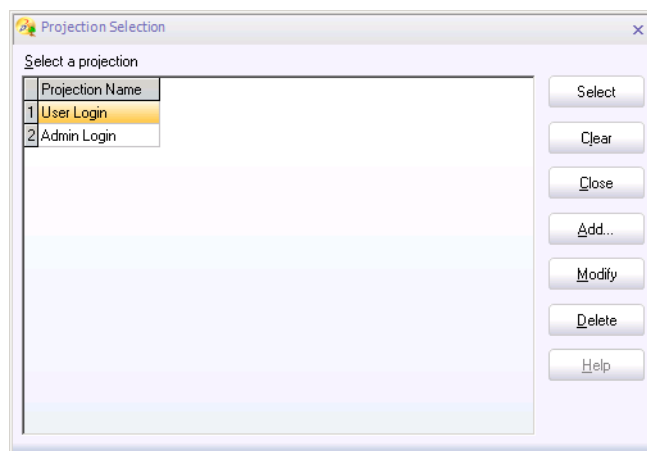 Projection Selection
Select a projection
Projection Name
1 User Login
2 Admin Login
Select
Clear
Close
Add...
Modify
Delete
Help